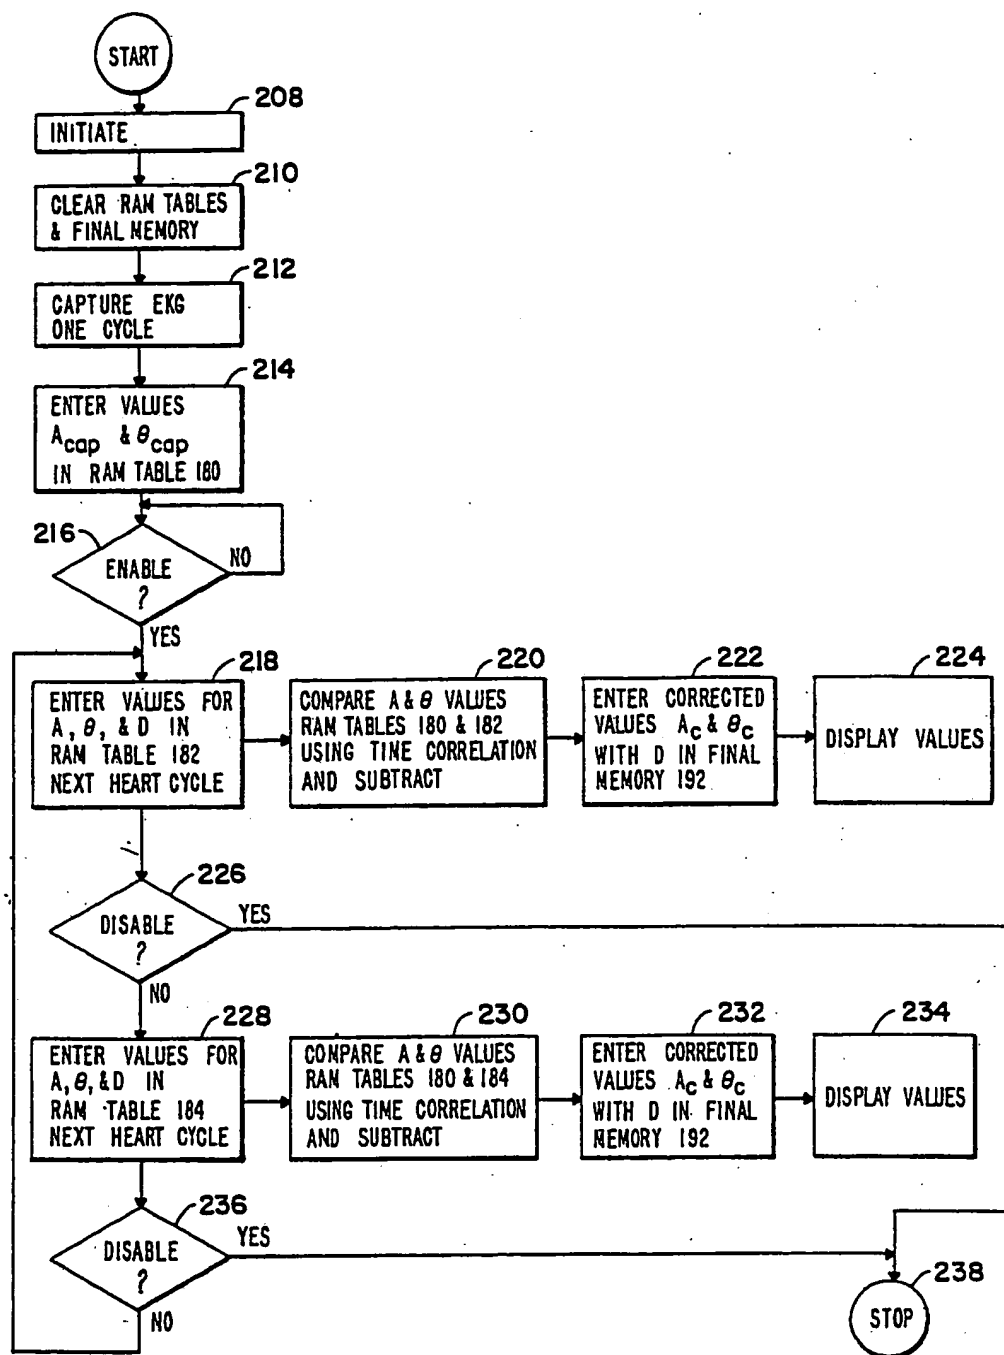 START
208
INITIATE
210
CLEAR RAM TABLES
& FINAL MEMORY
212
CAPTURE EKG
ONE CYCLE
214
ENTER VALUES
Acap & θcap
IN RAM TABLE 180
216
ENABLE
?
NO
YES
218
ENTER VALUES FOR
A, θ, & D IN
RAM TABLE 182
NEXT HEART CYCLE
220
COMPARE A & θ VALUES
RAM TABLES 180 & 182
USING TIME CORRELATION
AND SUBTRACT
222
ENTER CORRECTED
VALUES Ac & θc
WITH D IN FINAL
MEMORY 192
224
DISPLAY VALUES
226
DISABLE
?
YES
NO
228
ENTER VALUES FOR
A, θ, & D IN
RAM TABLE 184
NEXT HEART CYCLE
230
COMPARE A & θ VALUES
RAM TABLES 180 & 184
USING TIME CORRELATION
AND SUBTRACT
232
ENTER CORRECTED
VALUES Ac & θc
WITH D IN FINAL
MEMORY 192
234
DISPLAY VALUES
236
DISABLE
?
YES
NO
238
STOP